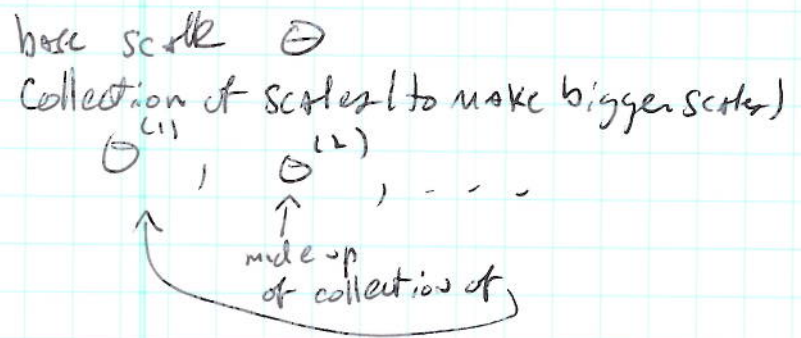 base scale Θ
Collection of scales (to make bigger scales)
Θ^(1) , Θ^(2) , - - -
made up
of collection of